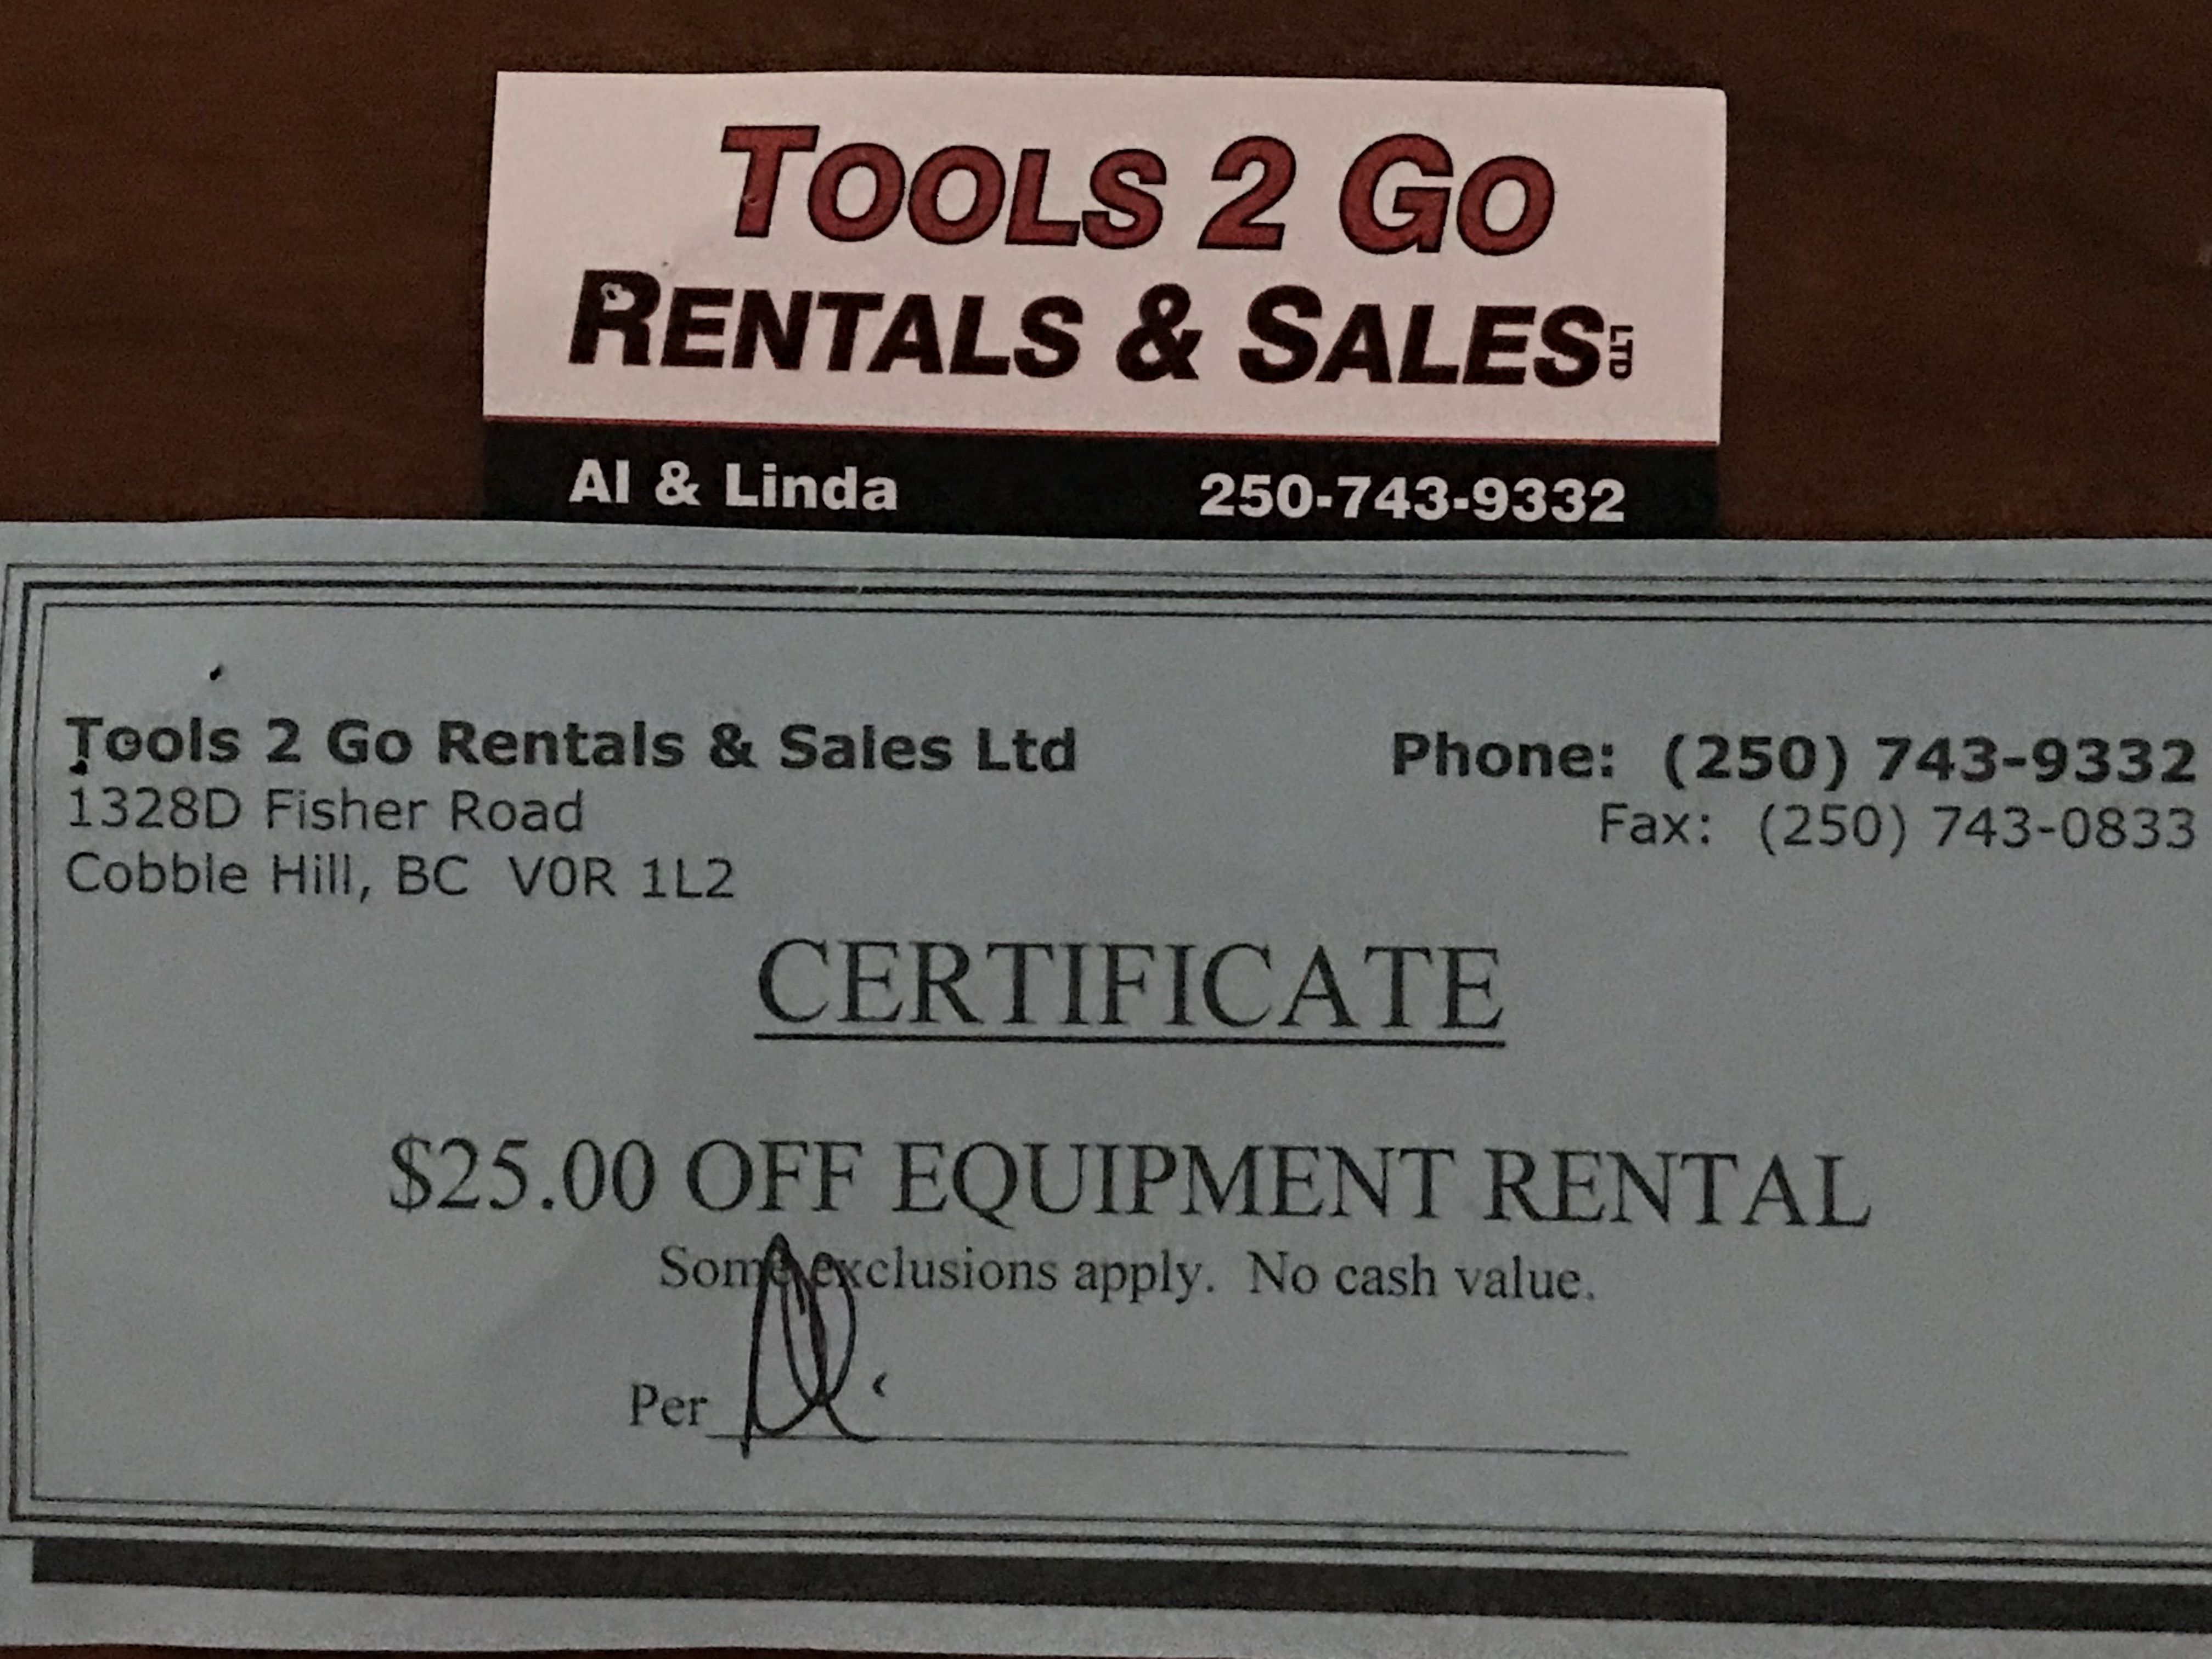 TOOLS 2 GO
RENTALS & SALES LTD
Al & Linda 250-743-9332
Tools 2 Go Rentals & Sales Ltd Phone: (250) 743-9332
1328D Fisher Road Fax: (250) 743-0833
Cobble Hill, BC V0R 1L2
CERTIFICATE
$25.00 OFF EQUIPMENT RENTAL
Some exclusions apply. No cash value.
Per